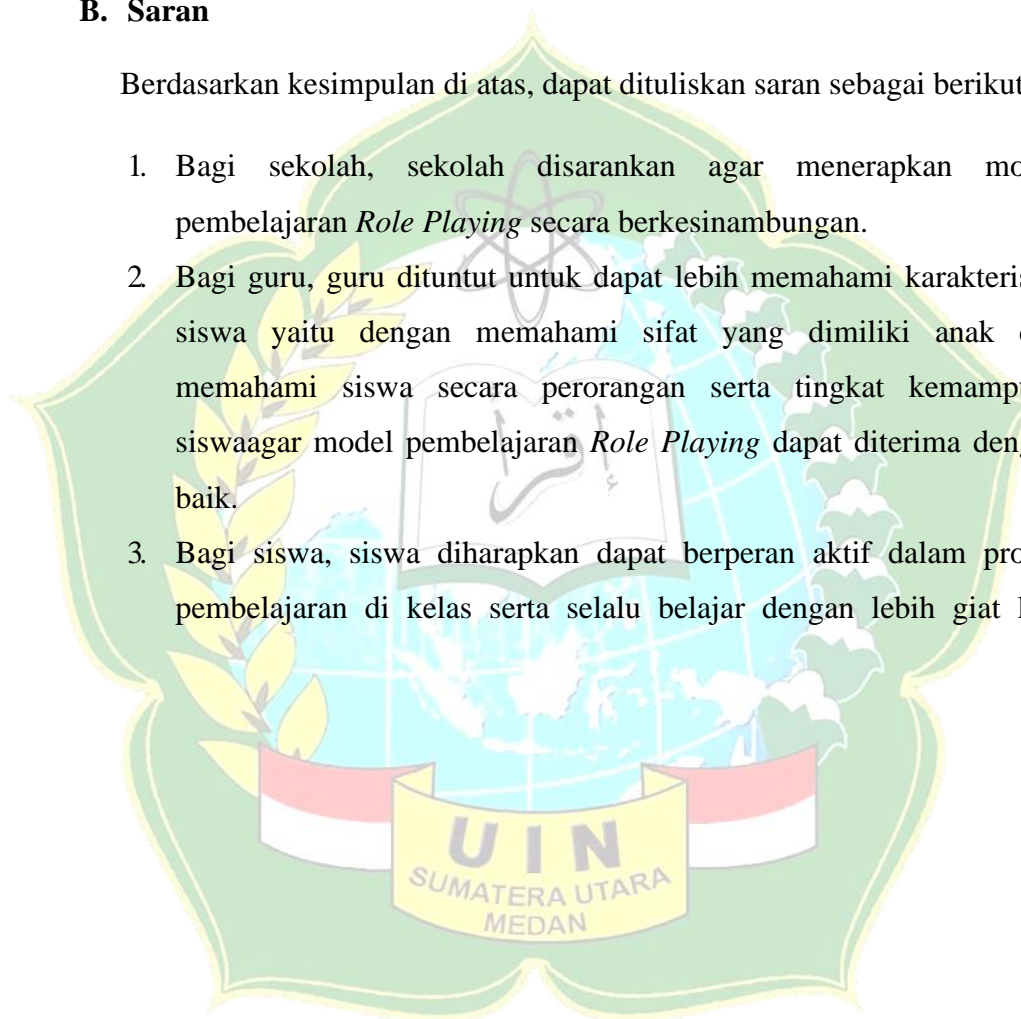 B. Saran
Berdasarkan kesimpulan di atas, dapat dituliskan saran sebagai berikut
1. Bagi sekolah, sekolah disarankan agar menerapkan mo
pembelajaran Role Playing secara berkesinambungan.
2. Bagi guru, guru dituntut untuk dapat lebih memahami karakteris
siswa yaitu dengan memahami sifat yang dimiliki anak
memahami siswa secara perorangan serta tingkat kemamp
siswaagar model pembelajaran Role Playing dapat diterima deng
baik.
3. Bagi siswa, siswa diharapkan dapat berperan aktif dalam pro
pembelajaran di kelas serta selalu belajar dengan lebih giat
إقرأ
UIN
SUMATERA UTARA
MEDAN